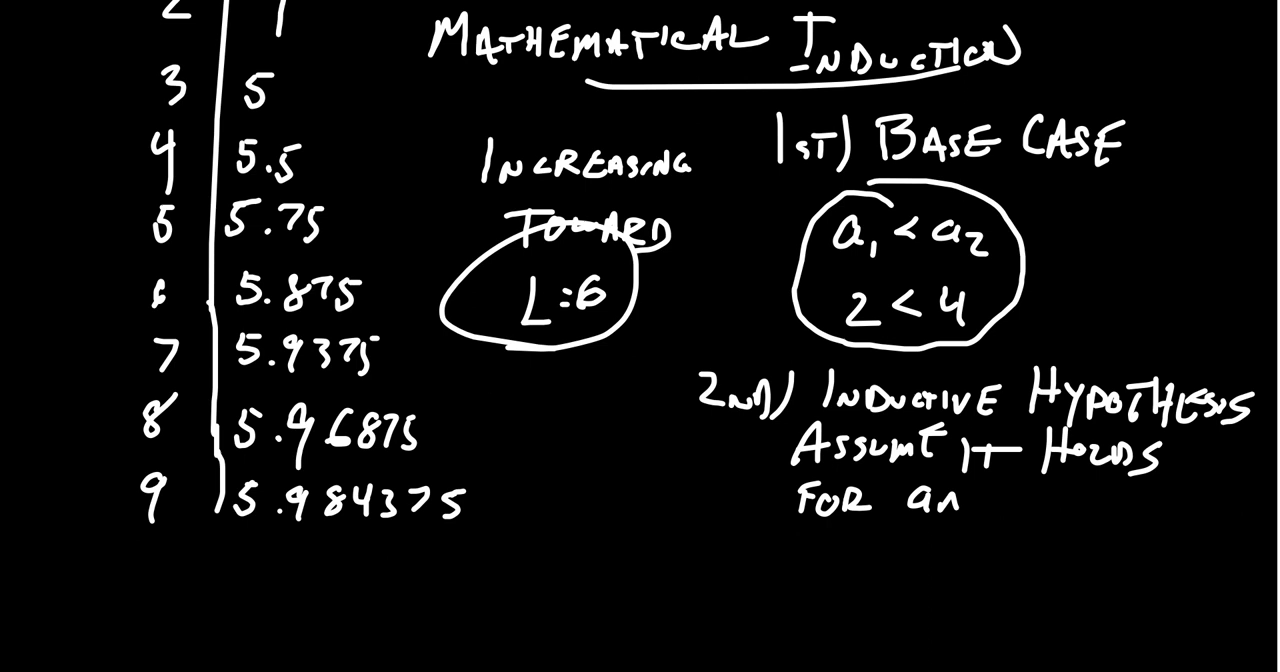 MATHEMATICAL INDUCTION
3 5
4 5.5
5 5.75
6 5.875
7 5.9375
8 5.96875
9 5.984375
INCREASING
TOWARD
L=6
1ST) BASE CASE
a₁ < a₂
2 < 4
2ND) INDUCTIVE HYPOTHESIS
ASSUME IT HOLDS
FOR an